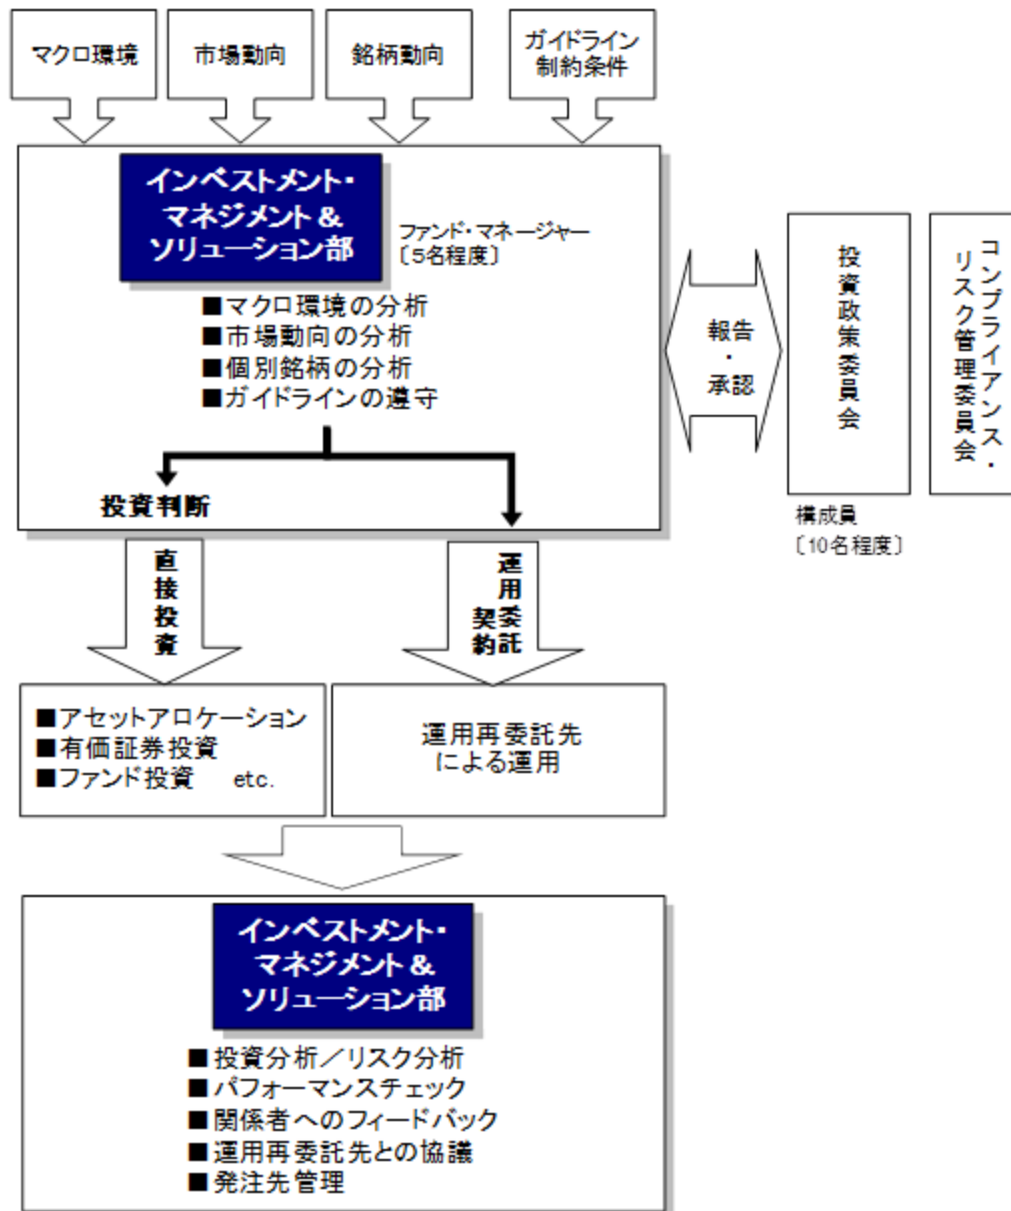 マクロ環境
市場動向
銘柄動向
ガイドライン
制約条件
インベストメント・
マネジメント&
ソリューション部
ファンド・マネージャー
〔5名程度〕
■マクロ環境の分析
■市場動向の分析
■個別銘柄の分析
■ガイドラインの遵守
投資判断
報告
・
承認
投資政策委員会
コンプライアンス・
リスク管理委員会
構成員
〔10名程度〕
直接投資
運用委託
契約
■アセットアロケーション
■有価証券投資
■ファンド投資 etc.
運用再委託先
による運用
インベストメント・
マネジメント&
ソリューション部
■投資分析/リスク分析
■パフォーマンスチェック
■関係者へのフィードバック
■運用再委託先との協議
■発注先管理